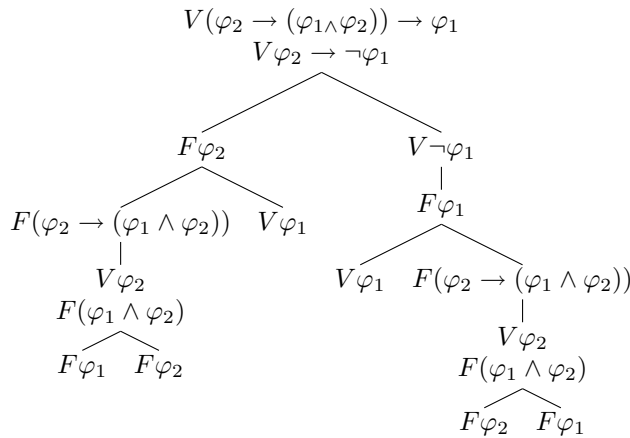 V(φ₂ → (φ₁∧φ₂)) → φ₁
Vφ₂ → ¬φ₁
Fφ₂ V¬φ₁
F(φ₂ → (φ₁ ∧ φ₂)) Vφ₁ Fφ₁
Vφ₂ Vφ₁ F(φ₂ → (φ₁ ∧ φ₂))
F(φ₁ ∧ φ₂) Vφ₂
Fφ₁ Fφ₂ F(φ₁ ∧ φ₂)
Fφ₂ Fφ₁